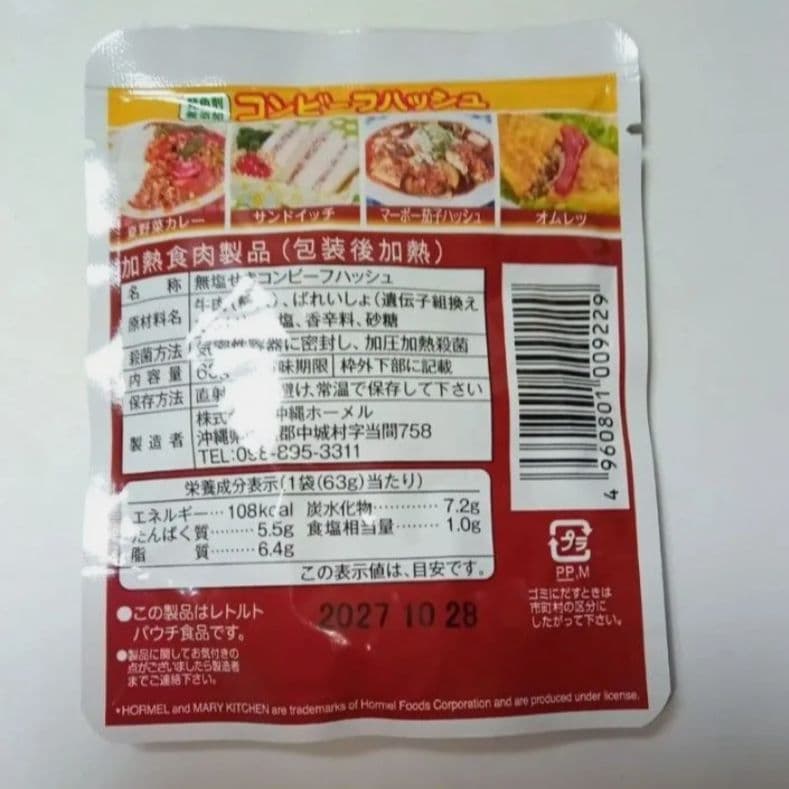 コンビーフハッシュ
野菜カレー
サンドイッチ
マーボー茄子ハッシュ
オムレツ
加熱食肉製品(包装後加熱)
名 称 無塩せきコンビーフハッシュ
原材料名 牛肉 、ばれいしょ(遺伝子組換え
塩、香辛料、砂糖
殺菌方法 に密封し、加圧加熱殺菌
内容量 味期限 枠外下部に記載
保存方法 直射 避け、常温で保存して下さい
製造者 株式 沖縄ホーメル
沖縄県 郡中城村字当間758
TEL:098-895-3311
栄養成分表示(1袋(63g)当たり)
エネルギー…108kcal 炭水化物…………7.2g
たんぱく質………5.5g 食塩相当量………1.0g
脂 質………6.4g
この表示値は、目安です。
●この製品はレトルト
パウチ食品です。
●製品に関してお気付きの
点がございましたら製造者
までご連絡下さい。
2027 10 28
4 960801 009229
プラ
PP,M
ゴミにだすときは
市町村の区分に
したがって下さい。
*HORMEL and MARY KITCHEN are trademarks of Hormel Foods Corporation and are produced under license.